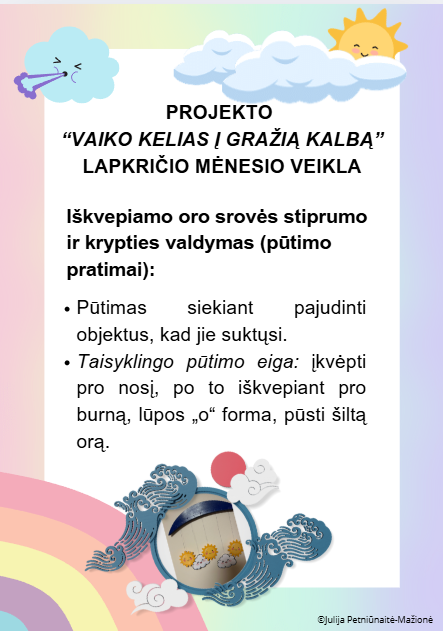 PROJEKTO
“VAIKO KELIAS Į GRAŽIĄ KALBĄ”
LAPKRIČIO MĖNESIO VEIKLA
Iškvepiamo oro srovės stiprumo
ir krypties valdymas (pūtimo
pratimai):
• Pūtimas siekiant pajudinti
objektus, kad jie suktųsi.
• Taisyklingo pūtimo eiga: įkvėpti
pro nosį, po to iškvepiant pro
burną, lūpos „o“ forma, pūsti šiltą
orą.
©Julija Petniūnaitė-Mažionė